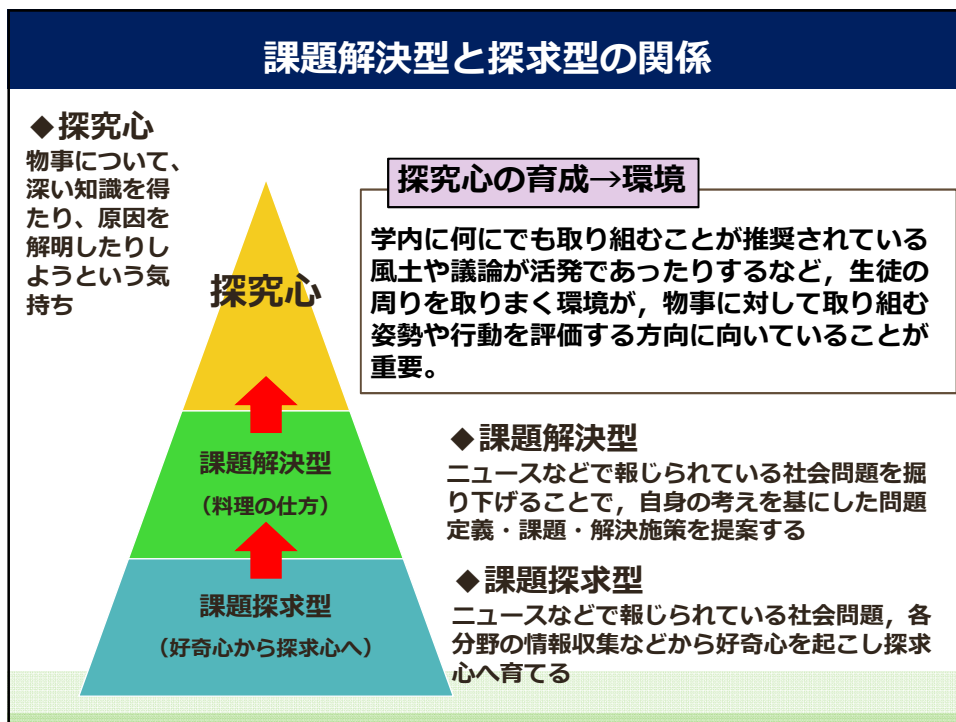 課題解決型と探求型の関係
◆探究心
物事について、
深い知識を得
たり、原因を
解明したりし
ようという気
持ち
探究心の育成→環境
学内に何にでも取り組むことが推奨されている
風土や議論が活発であったりするなど，生徒の
周りを取りまく環境が，物事に対して取り組む
姿勢や行動を評価する方向に向いていることが
重要。
探究心
課題解決型
（料理の仕方）
課題探求型
（好奇心から探求心へ）
◆課題解決型
ニュースなどで報じられている社会問題を掘
り下げることで，自身の考えを基にした問題
定義・課題・解決施策を提案する
◆課題探求型
ニュースなどで報じられている社会問題，各
分野の情報収集などから好奇心を起こし探求
心へ育てる